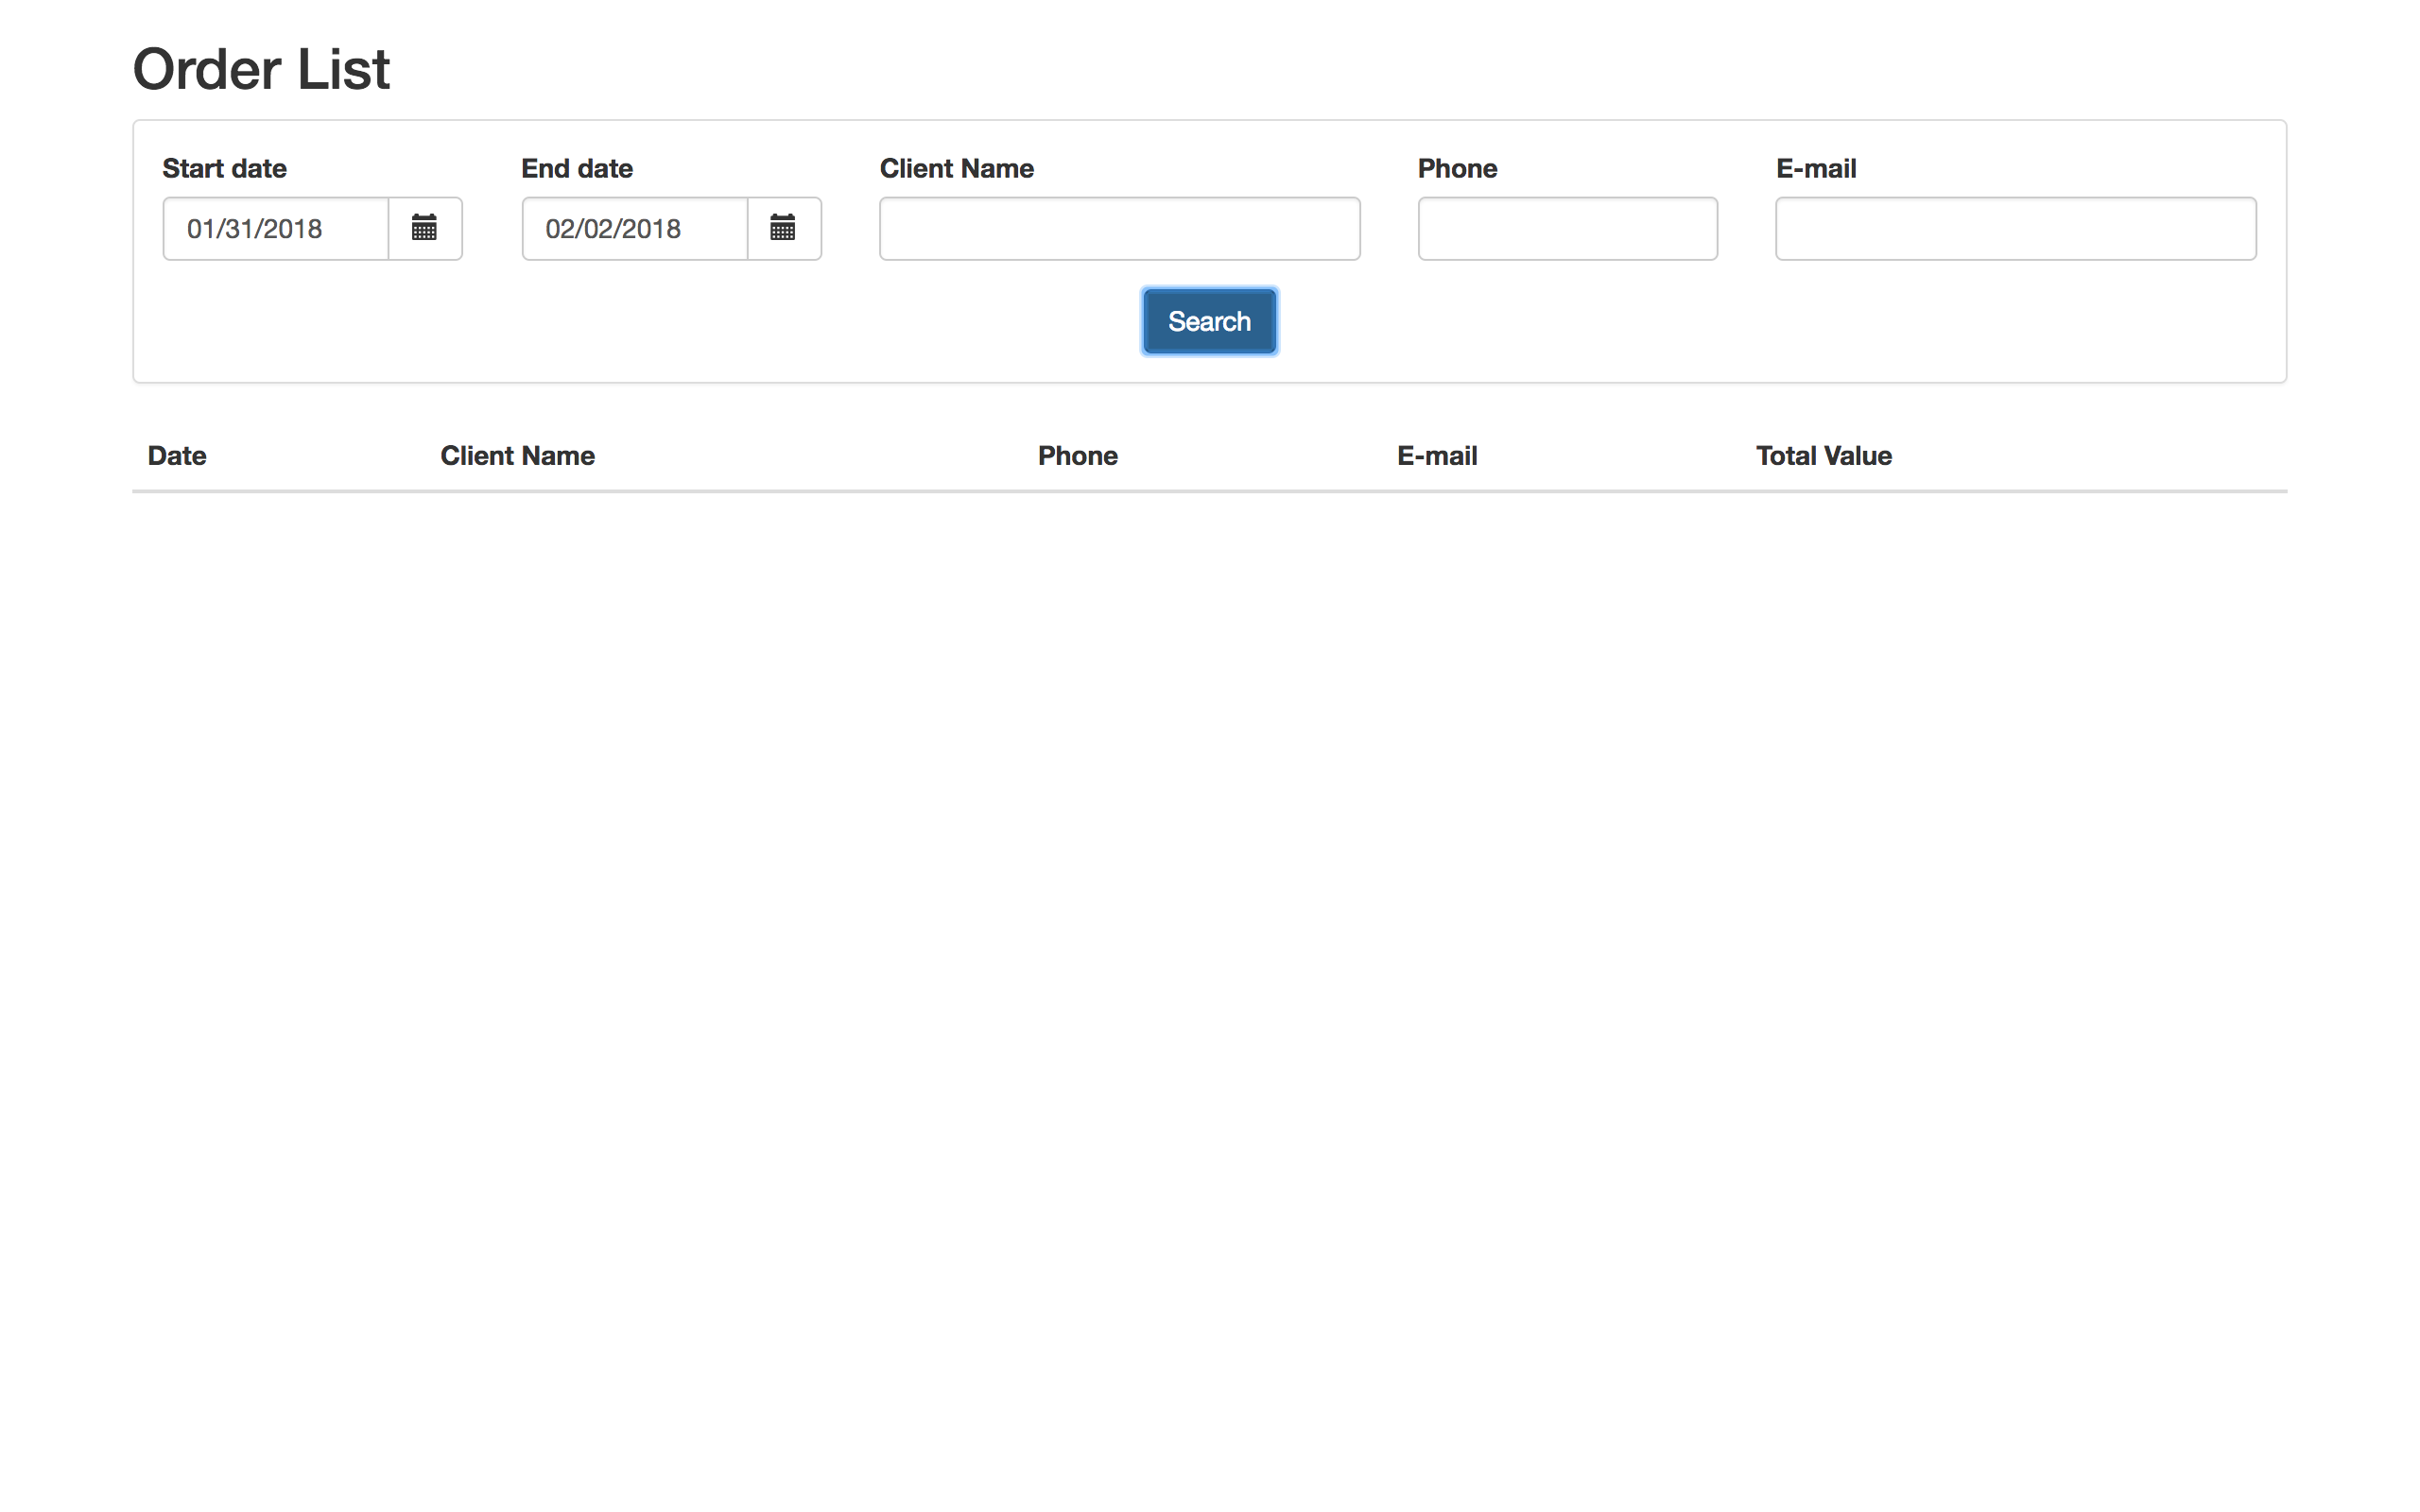 Order List
Start date End date Client Name Phone E-mail
01/31/2018 02/02/2018
Search
Date Client Name Phone E-mail Total Value